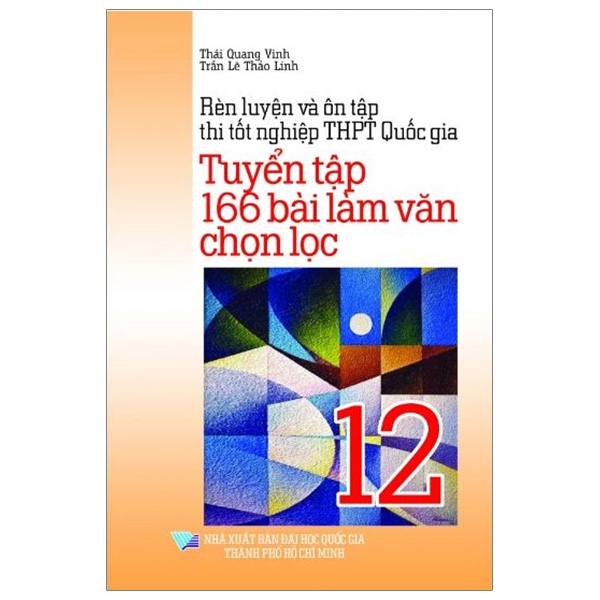 Thái Quang Vinh
Trần Lê Thảo Linh
Rèn luyện và ôn tập
thi tốt nghiệp THPT Quốc gia
Tuyển tập
166 bài làm văn
chọn lọc
12
NHÀ XUẤT BẢN ĐẠI HỌC QUỐC GIA
THÀNH PHỐ HỒ CHÍ MINH